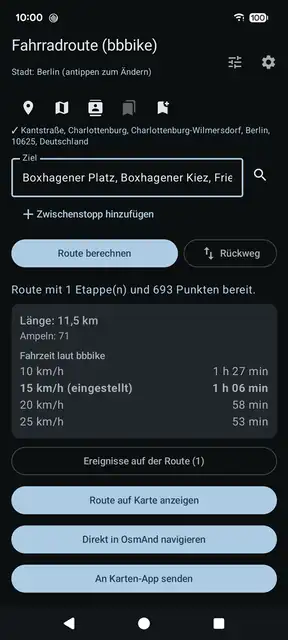 10:00
100
Fahrradroute (bbbike)
Stadt: Berlin (antippen zum Ändern)
✓ Kantstraße, Charlottenburg, Charlottenburg-Wilmersdorf, Berlin,
10625, Deutschland
Ziel
Boxhagener Platz, Boxhagener Kiez, Frie
+ Zwischenstopp hinzufügen
Route berechnen
Rückweg
Route mit 1 Etappe(n) und 693 Punkten bereit.
Länge: 11,5 km
Ampeln: 71
Fahrzeit laut bbbike
10 km/h 1 h 27 min
15 km/h (eingestellt) 1 h 06 min
20 km/h 58 min
25 km/h 53 min
Ereignisse auf der Route (1)
Route auf Karte anzeigen
Direkt in OsmAnd navigieren
An Karten-App senden